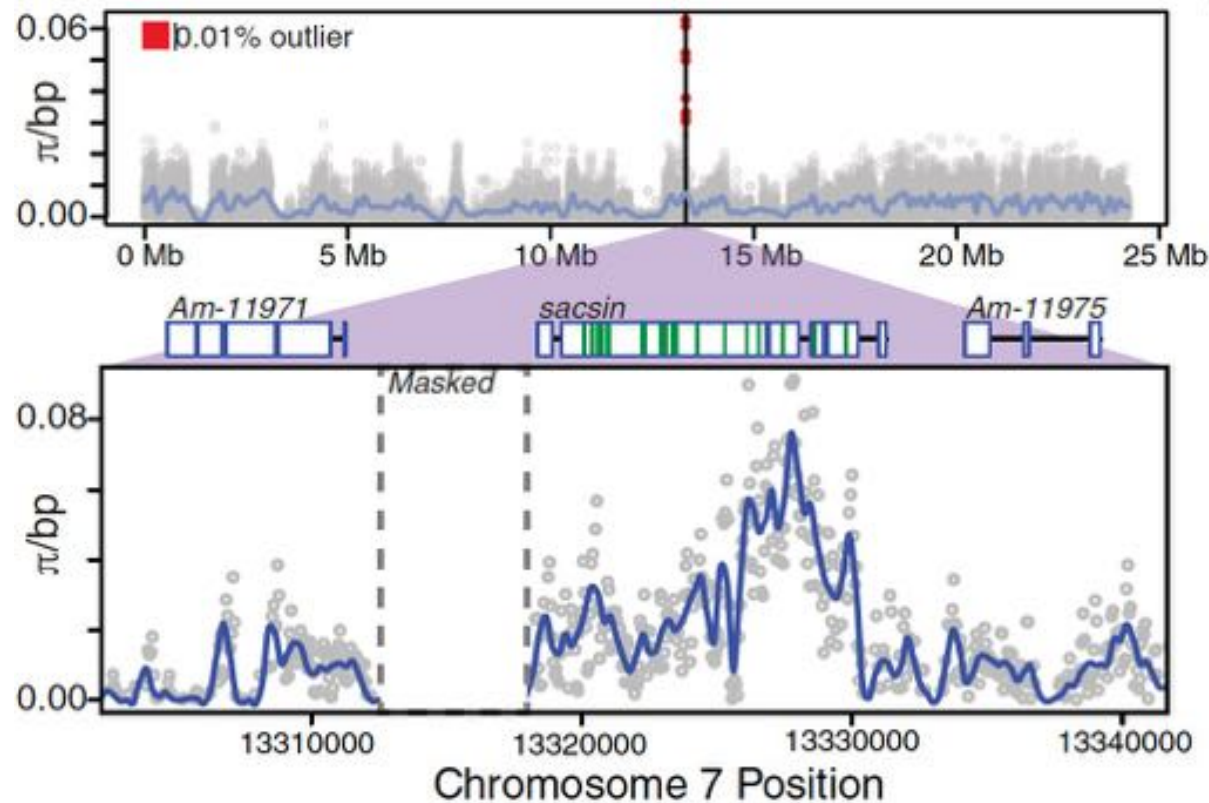 0.06
0.01% outlier
π/bp
0.00
0 Mb 5 Mb 10 Mb 15 Mb 20 Mb 25 Mb
Am-11971 sacsin Am-11975
Masked
0.08
π/bp
0.00
13310000 13320000 13330000 13340000
Chromosome 7 Position